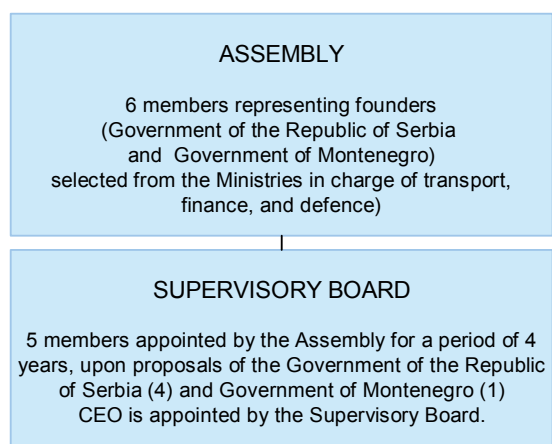 ASSEMBLY
6 members representing founders
(Government of the Republic of Serbia
and Government of Montenegro)
selected from the Ministries in charge of transport,
finance, and defence)
SUPERVISORY BOARD
5 members appointed by the Assembly for a period of 4
years, upon proposals of the Government of the Republic
of Serbia (4) and Government of Montenegro (1)
CEO is appointed by the Supervisory Board.